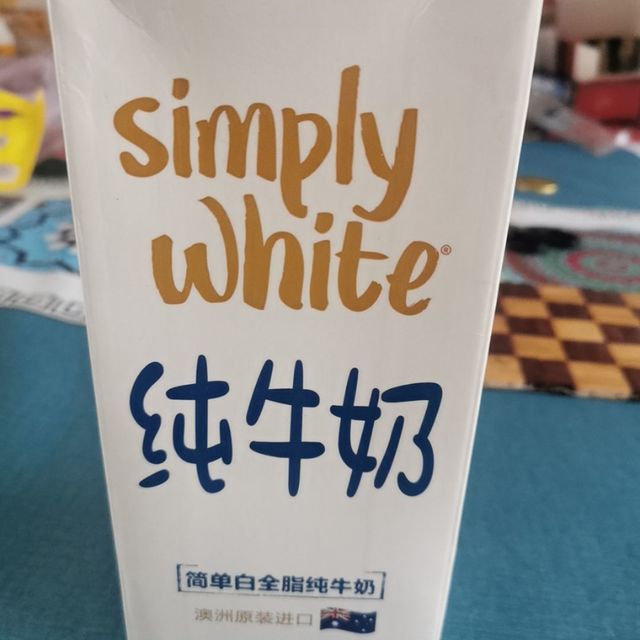 simply
white®
纯牛奶
简单白全脂纯牛奶
澳洲原装进口